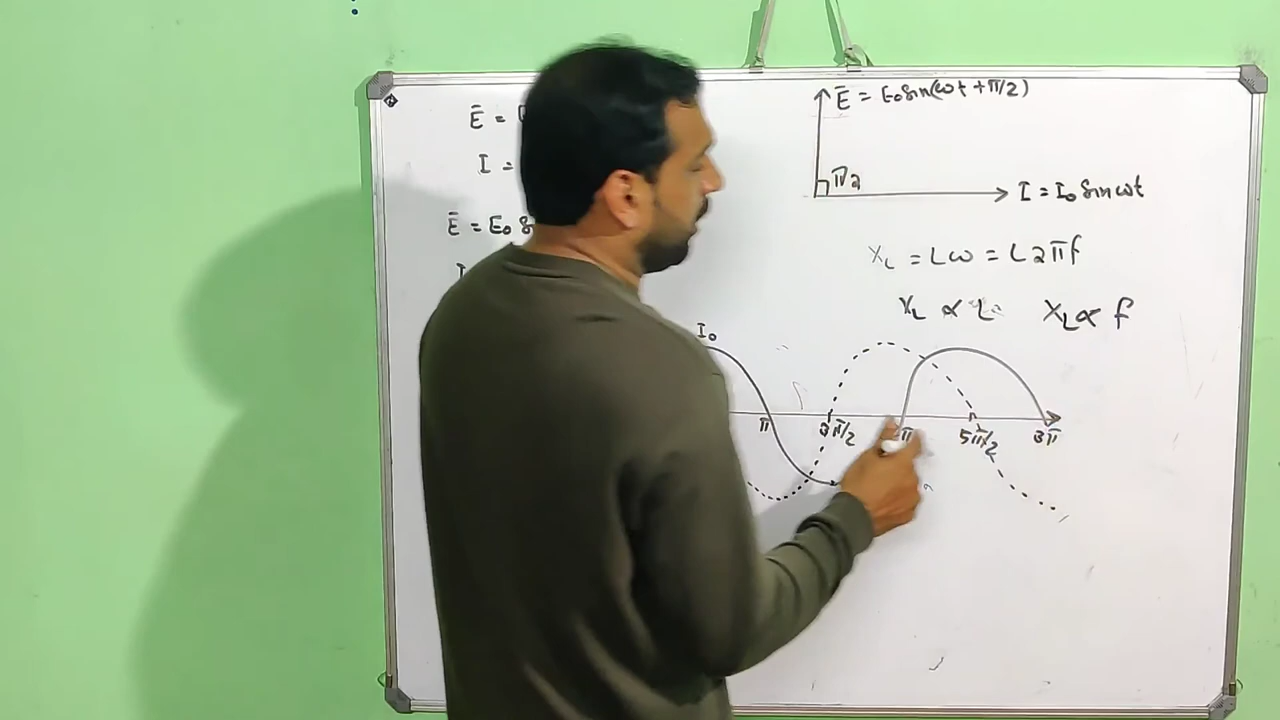 Ē =
I =
Ē = E₀ S
I
Ē = E₀ sin(ωt + π/2)
π/2
I = I₀ sin ωt
X_L = Lω = L2πf
X_L ∝ L
X_L ∝ f
I₀
π
3π/2
2π
5π/2
3π